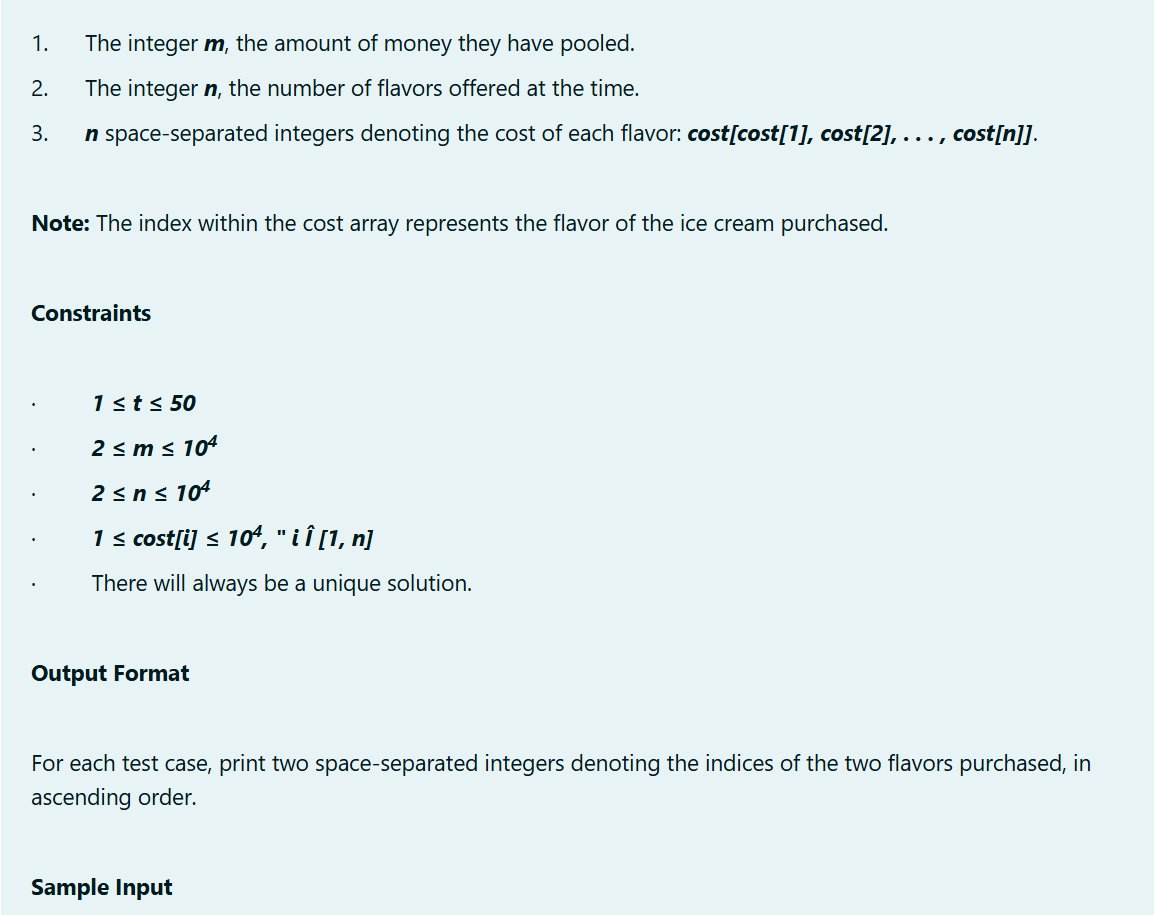 1. The integer m, the amount of money they have pooled.
2. The integer n, the number of flavors offered at the time.
3. n space-separated integers denoting the cost of each flavor: cost[cost[1], cost[2], . . . , cost[n]].
Note: The index within the cost array represents the flavor of the ice cream purchased.
Constraints
· 1 ≤ t ≤ 50
· 2 ≤ m ≤ 10⁴
· 2 ≤ n ≤ 10⁴
· 1 ≤ cost[i] ≤ 10⁴, " i Î [1, n]
· There will always be a unique solution.
Output Format
For each test case, print two space-separated integers denoting the indices of the two flavors purchased, in
ascending order.
Sample Input